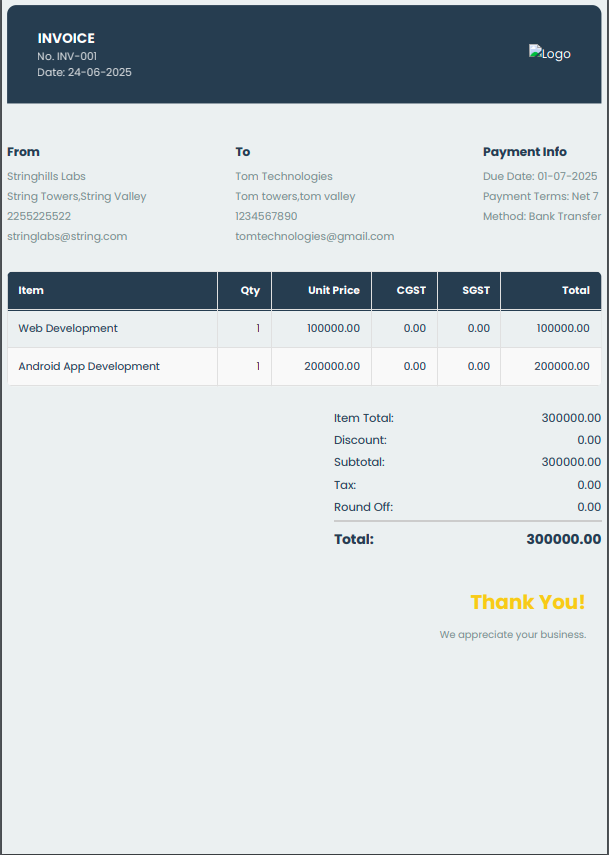 INVOICE
No. INV-001
Date: 24-06-2025
Logo
From
Stringhills Labs
String Towers,String Valley
2255225522
stringlabs@string.com
To
Tom Technologies
Tom towers,tom valley
1234567890
tomtechnologies@gmail.com
Payment Info
Due Date: 01-07-2025
Payment Terms: Net 7
Method: Bank Transfer
Item Qty Unit Price CGST SGST Total
Web Development 1 100000.00 0.00 0.00 100000.00
Android App Development 1 200000.00 0.00 0.00 200000.00
Item Total: 300000.00
Discount: 0.00
Subtotal: 300000.00
Tax: 0.00
Round Off: 0.00
Total: 300000.00
Thank You!
We appreciate your business.